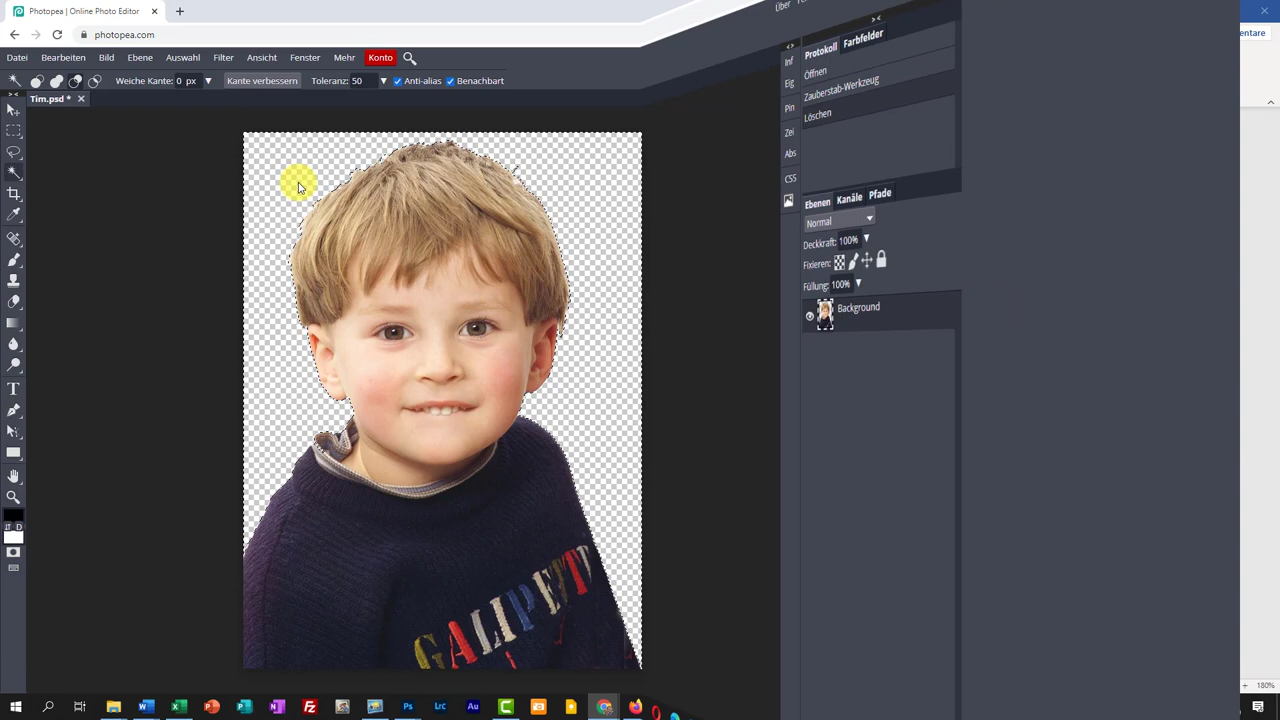 Photopea | Online Photo Editor
photopea.com
Über
Datei Bearbeiten Bild Ebene Auswahl Filter Ansicht Fenster Mehr Konto
Weiche Kante: 0 px Kante verbessern Toleranz: 50 Anti-alias Benachbart
Tim.psd *
Inf
Eig
Pin
Zei
Abs
CSS
Protokoll Farbfelder
Öffnen
Zauberstab-Werkzeug
Löschen
Ebenen Kanäle Pfade
Normal
Deckkraft: 100%
Fixieren:
Füllung: 100%
Background
GALIPETTE
entare
180%